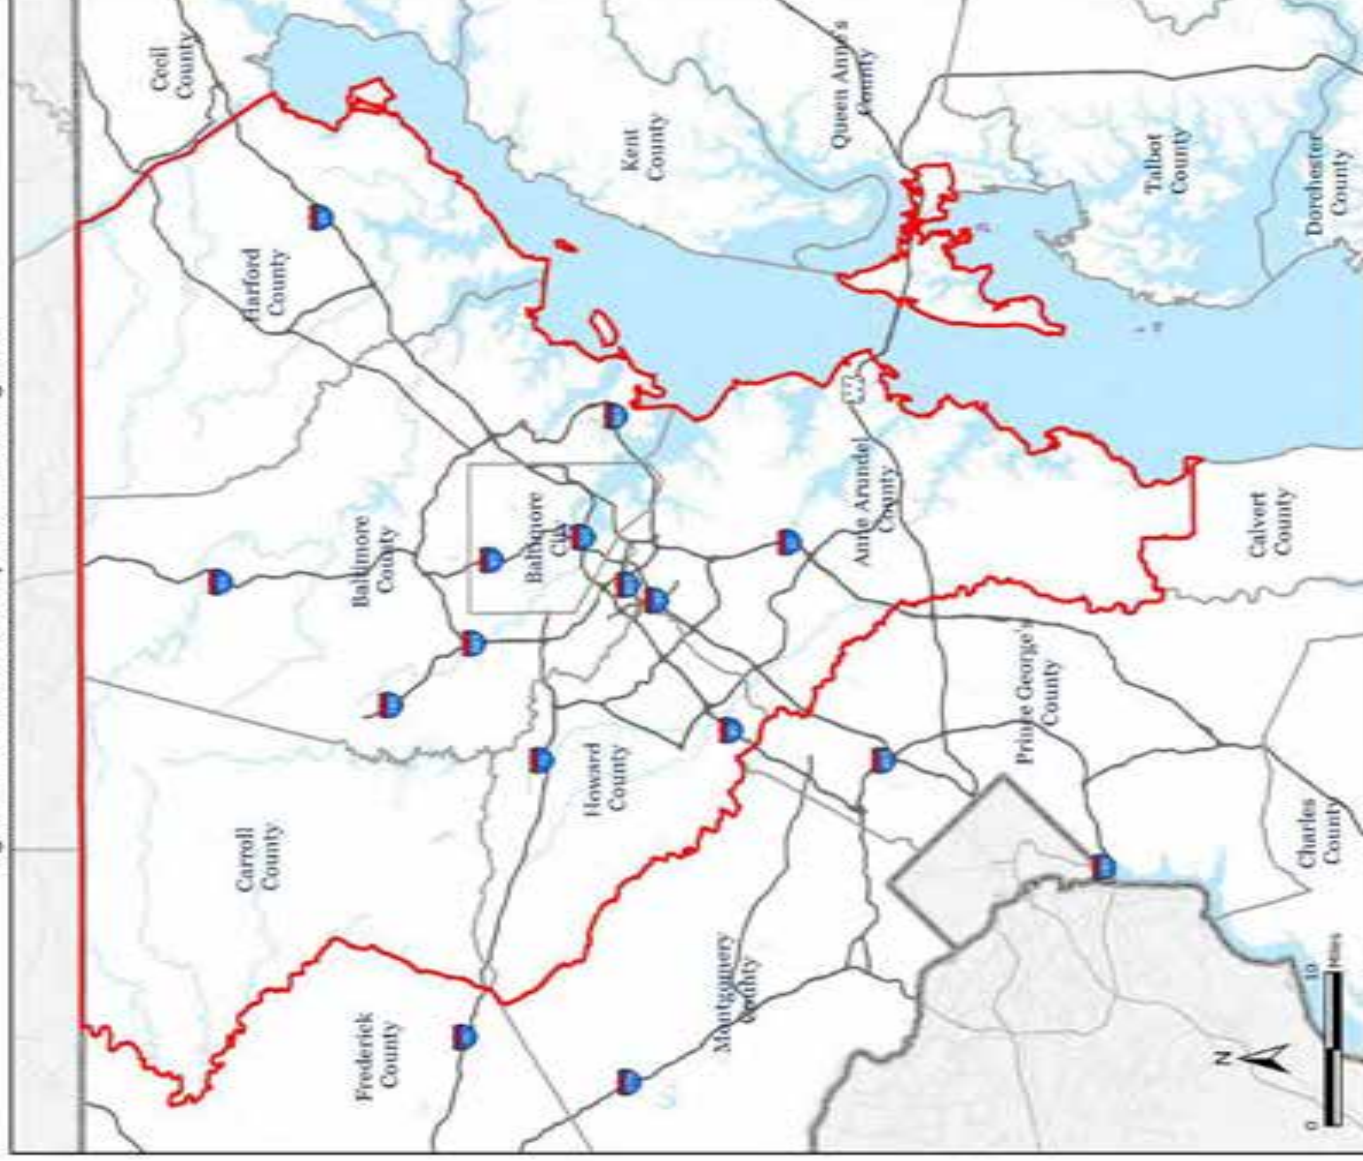 Cecil
County
Harford
County
Kent
County
Queen Anne's
County
Talbot
County
Dorchester
County
Baltimore
County
Baltimore
City
Anne Arundel
County
Calvert
County
Carroll
County
Howard
County
Prince George's
County
Charles
County
Frederick
County
Montgomery
County
N
0
10
Miles